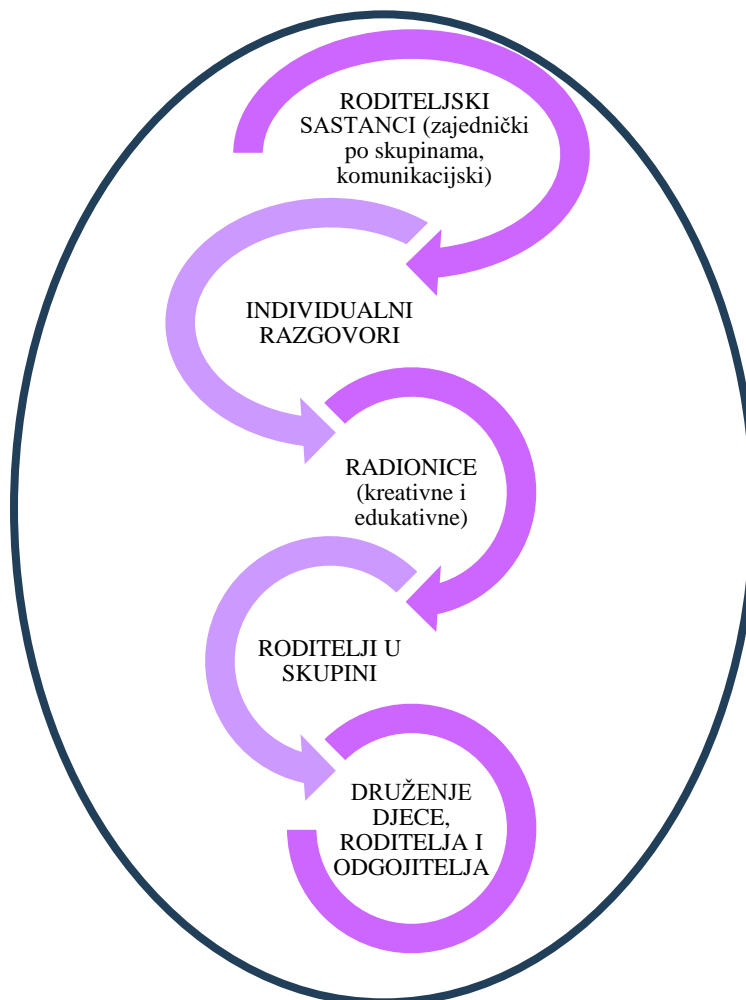 RODITELJSKI
SASTANCI (zajednički
po skupinama,
komunikacijski)
INDIVIDUALNI
RAZGOVORI
RADIONICE
(kreativne i
edukativne)
RODITELJI U
SKUPINI
DRUŽENJE
DJECE,
RODITELJA I
ODGOJITELJA